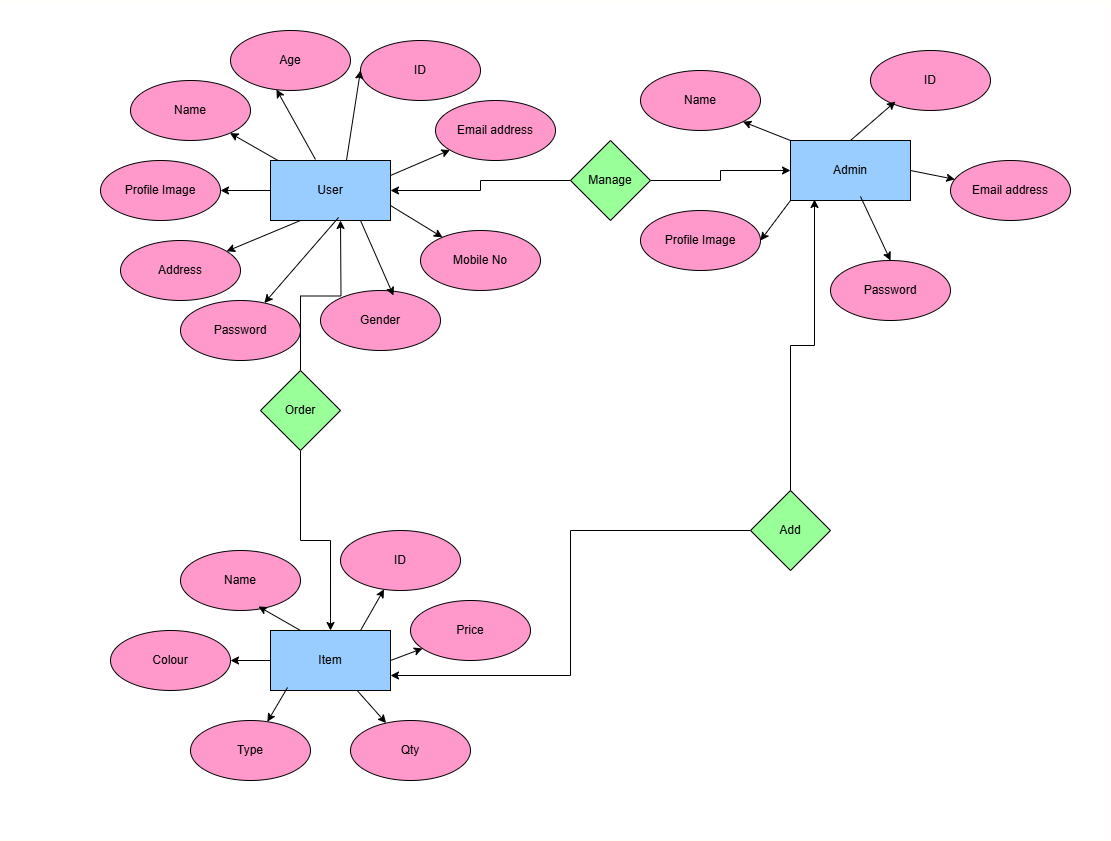 Age
ID
Name
Email address
Profile Image
User
Address
Mobile No
Password
Gender
Manage
Name
ID
Admin
Email address
Profile Image
Password
Order
Add
Name
ID
Price
Colour
Item
Type
Qty